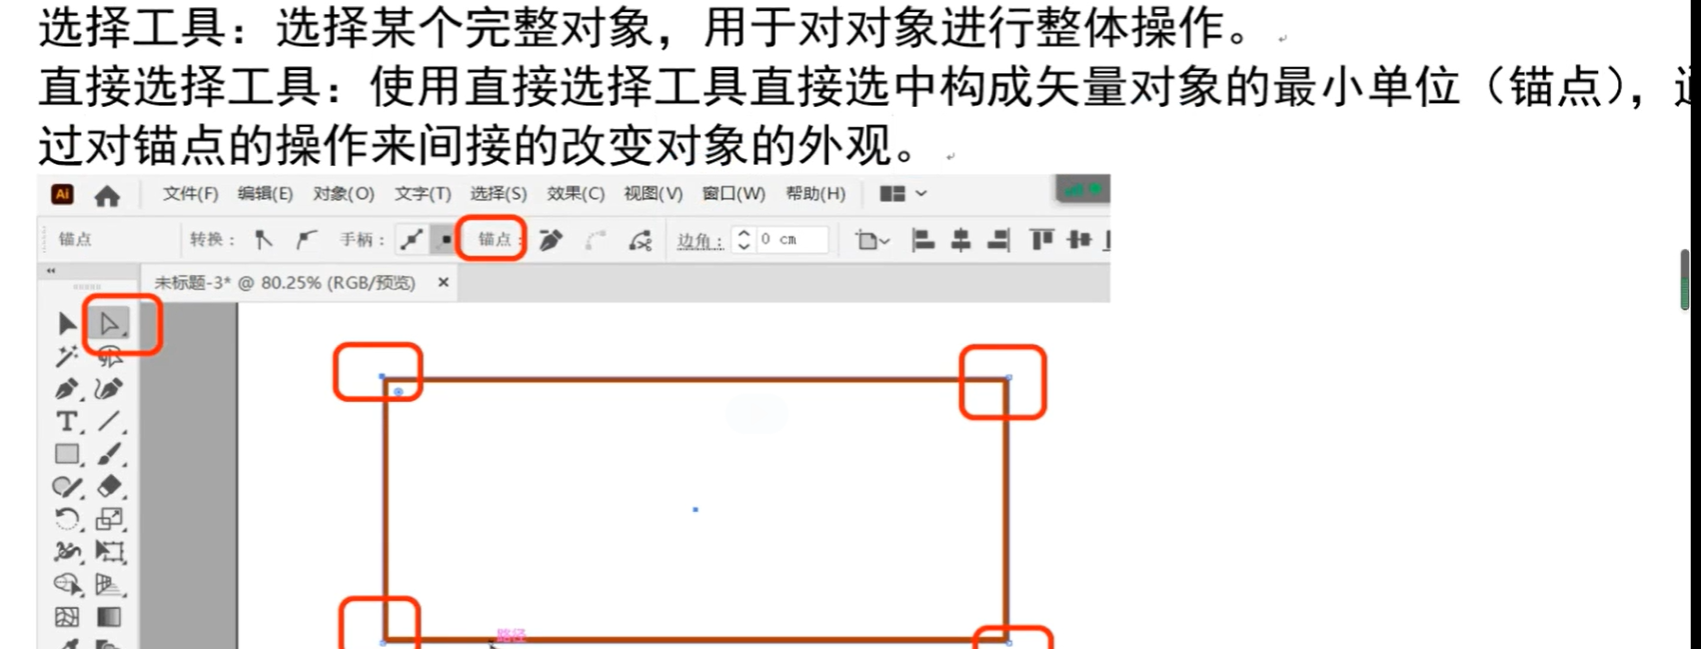 选择工具：选择某个完整对象，用于对对象进行整体操作。
直接选择工具：使用直接选择工具直接选中构成矢量对象的最小单位（锚点），通
过对锚点的操作来间接的改变对象的外观。
Ai 文件(F) 编辑(E) 对象(O) 文字(T) 选择(S) 效果(C) 视图(V) 窗口(W) 帮助(H)
锚点 转换： 手柄： 锚点： 边角： 0 cm
未标题-3* @ 80.25% (RGB/预览) ×
路径